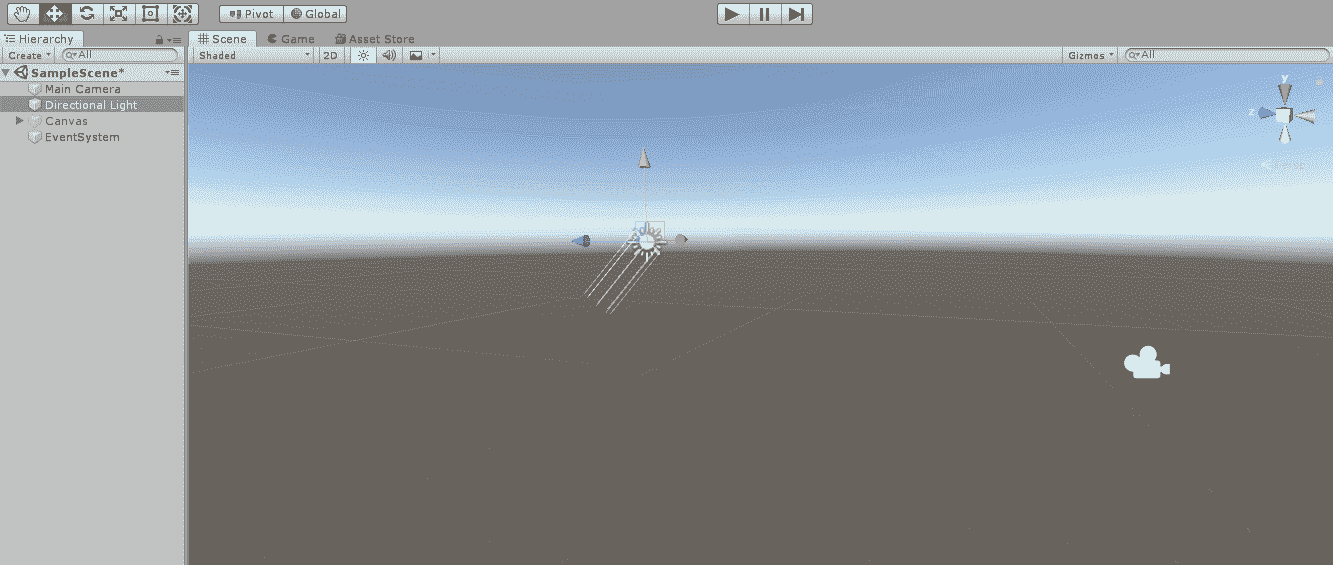 Pivot Global
Hierarchy
Scene Game Asset Store
Create All
Shaded 2D Gizmos All
SampleScene*
Main Camera
Directional Light
Canvas
EventSystem
y
z